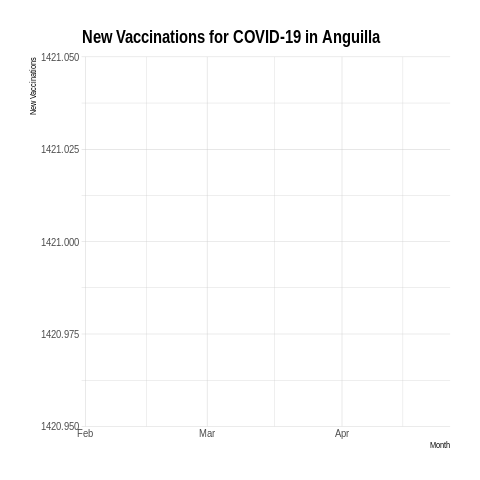 New Vaccinations for COVID-19 in Anguilla
New Vaccinations
1421.050
1421.025
1421.000
1420.975
1420.950
Feb
Mar
Apr
Month